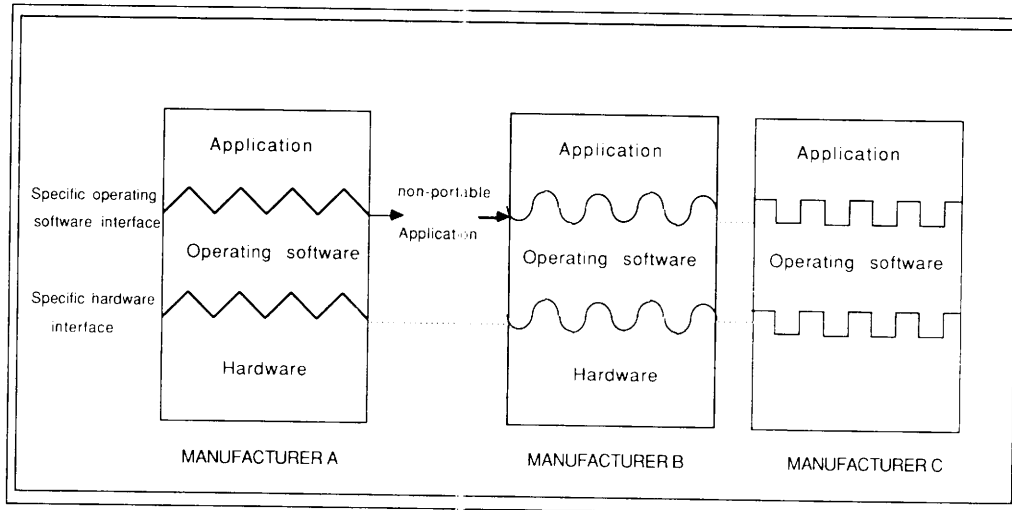 Application
Application
Application
Specific operating
software interface
non-portable
Application
Operating software
Operating software
Operating software
Specific hardware
interface
Hardware
Hardware
MANUFACTURER A
MANUFACTURER B
MANUFACTURER C